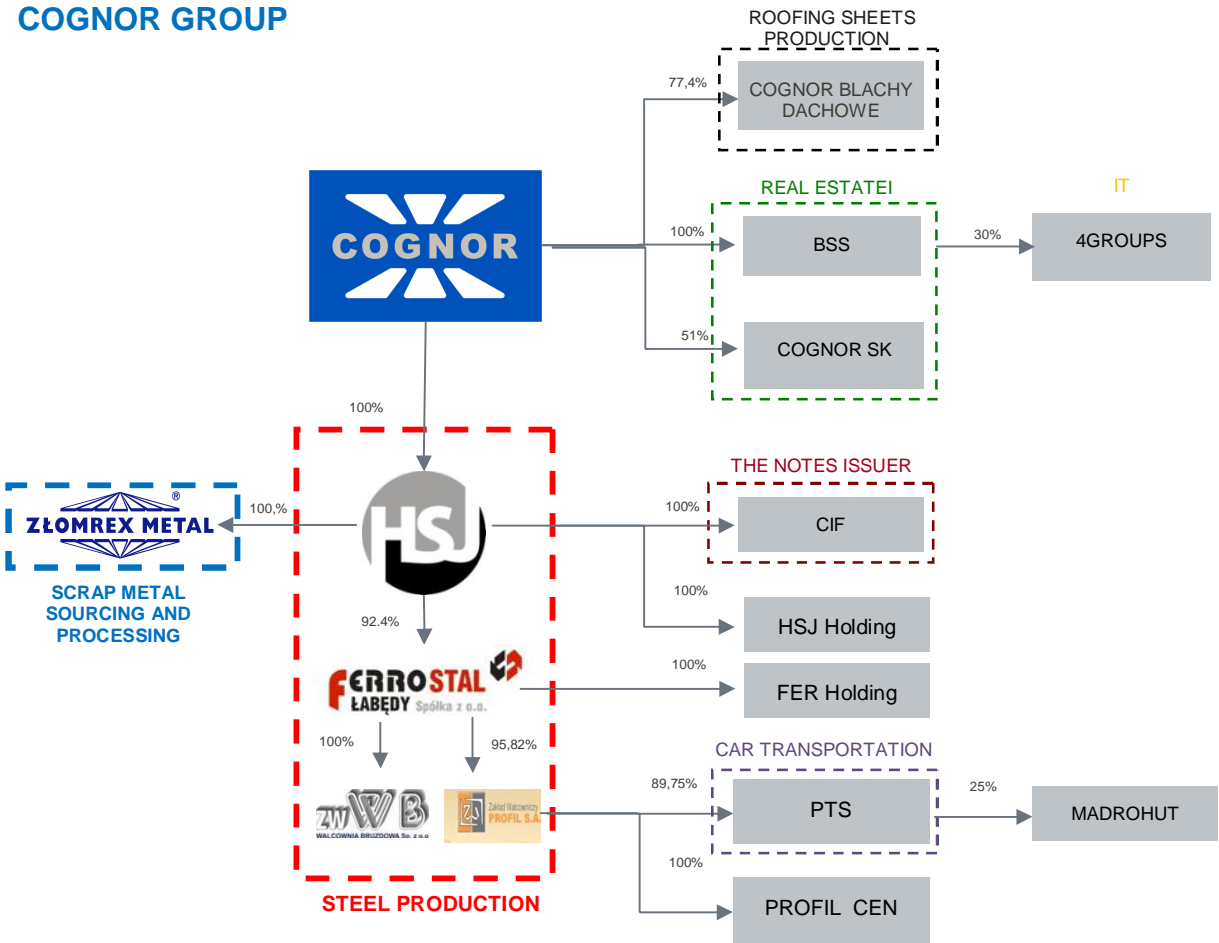 COGNOR GROUP
ROOFING SHEETS
PRODUCTION
77,4%
COGNOR BLACHY
DACHOWE
REAL ESTATEI
IT
COGNOR
100%
BSS
30%
4GROUPS
51%
COGNOR SK
100%
THE NOTES ISSUER
®
ZŁOMREX METAL
100,%
HSJ
100%
CIF
SCRAP METAL
SOURCING AND
PROCESSING
92.4%
100%
HSJ Holding
FERROSTAL
ŁABĘDY Spółka z o.o.
100%
FER Holding
100%
95,82%
CAR TRANSPORTATION
ZW WB
WALCOWNIA BRUZDOWA Sp. z o.o
Zakład Walcowniczy
PROFIL S.A.
89,75%
PTS
25%
MADROHUT
100%
PROFIL CEN
STEEL PRODUCTION